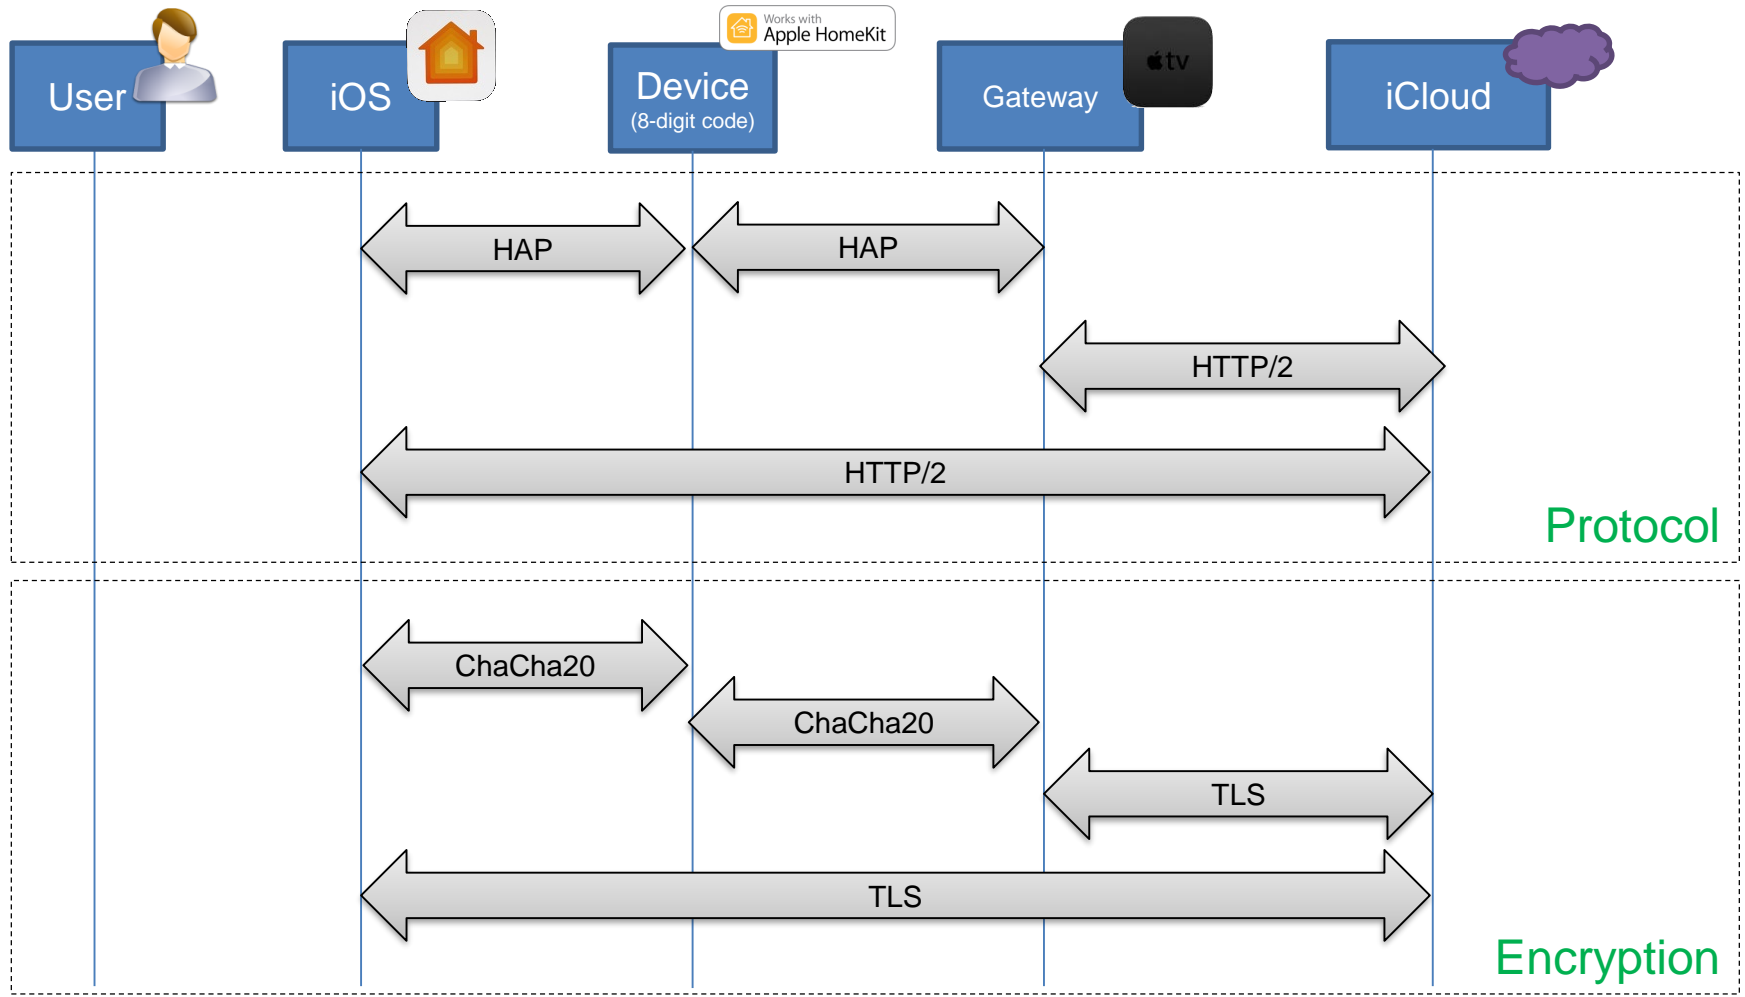 User
iOS
Works with
Apple HomeKit
Device
(8-digit code)
Gateway
tv
iCloud
HAP
HAP
HTTP/2
HTTP/2
Protocol
ChaCha20
ChaCha20
TLS
TLS
Encryption